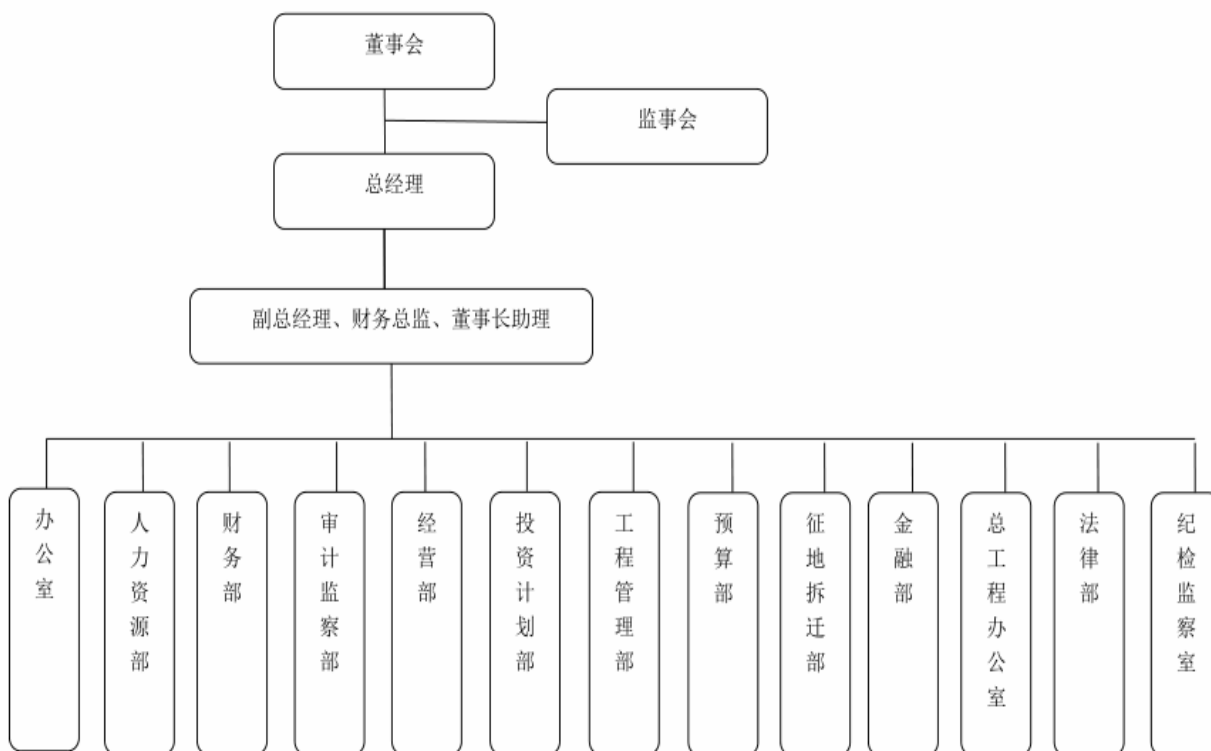 董事会
监事会
总经理
副总经理、财务总监、董事长助理
办公室
人力资源部
财务部
审计监察部
经营部
投资计划部
工程管理部
预算部
征地拆迁部
金融部
总工程办公室
法律部
纪检监察室